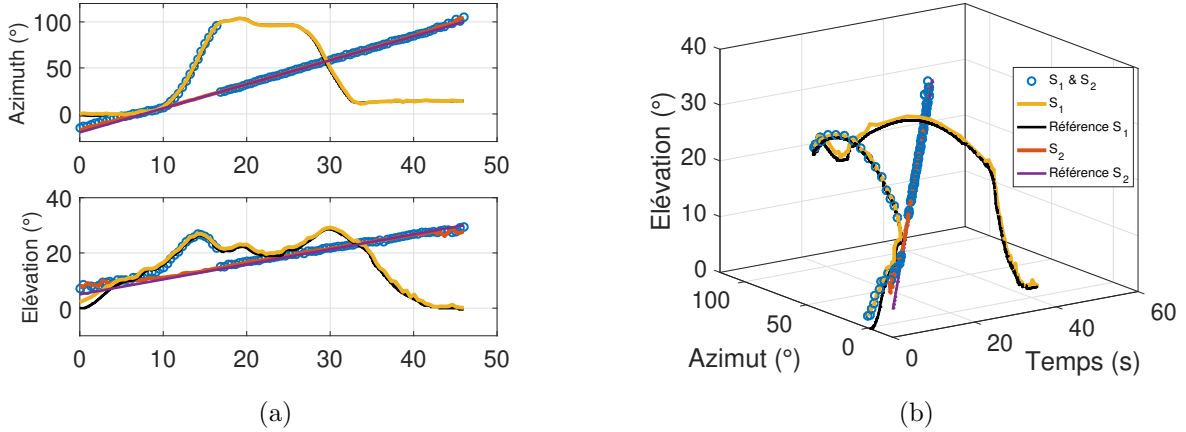 100
50
0
Azimuth (°)
0 10 20 30 40 50
40
20
0
Elévation (°)
0 10 20 30 40 50
(a)
40
30
20
10
0
Elévation (°)
100
50
0
Azimut (°)
0
20
40
60
Temps (s)
S1 & S2
S1
Référence S1
S2
Référence S2
(b)